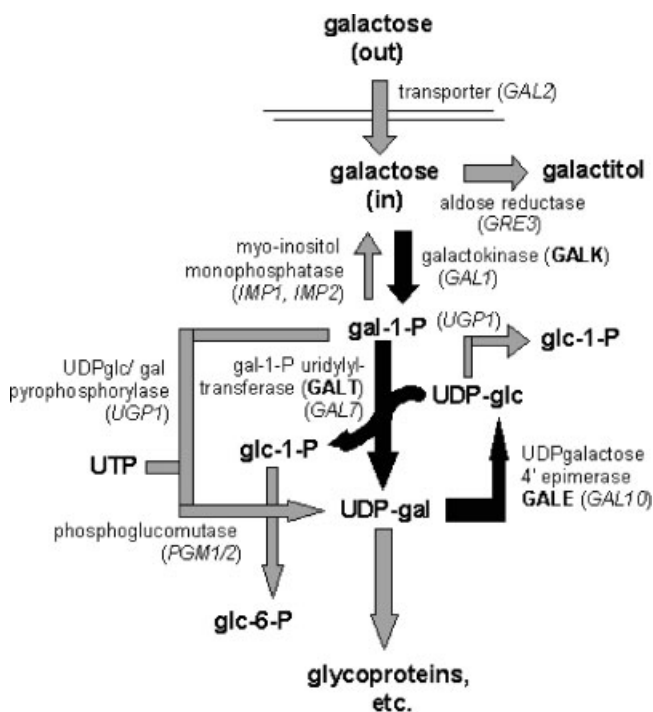 galactose
(out)
transporter (GAL2)
galactose
(in)
galactitol
aldose reductase
(GRE3)
myo-inositol
monophosphatase
(IMP1, IMP2)
galactokinase (GALK)
(GAL1)
gal-1-P
(UGP1)
glc-1-P
UDPglc/ gal
pyrophosphorylase
(UGP1)
gal-1-P uridylyl-
transferase (GALT)
(GAL7)
UDP-glc
glc-1-P
UTP
UDPgalactose
4' epimerase
GALE (GAL10)
UDP-gal
phosphoglucomutase
(PGM1/2)
glc-6-P
glycoproteins,
etc.